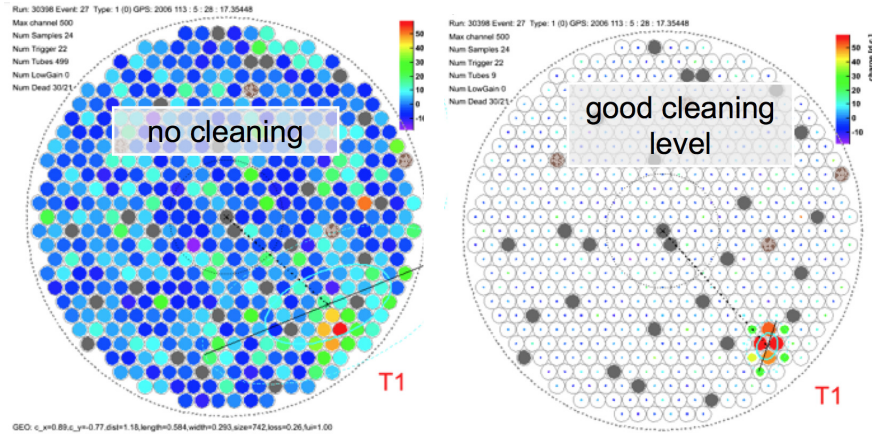 Run: 30398 Event: 27 Type: 1 (0) GPS: 2006 113 : 5 : 28 : 17.35448
Max channel 500
Num Samples 24
Num Trigger 22
Num Tubes 499
Num LowGain 0
Num Dead 30/21
50
40
30
20
10
0
-10
no cleaning
T1
GEO: c_x=0.89,c_y=-0.77,dist=1.18,length=0.584,width=0.293,size=742,loss=0.26,fui=1.00
Run: 30398 Event: 27 Type: 1 (0) GPS: 2006 113 : 5 : 28 : 17.35448
Max channel 500
Num Samples 24
Num Trigger 22
Num Tubes 9
Num LowGain 0
Num Dead 30/21
50
40
30
20
10
0
-10
charge [d.c.]
good cleaning
level
T1